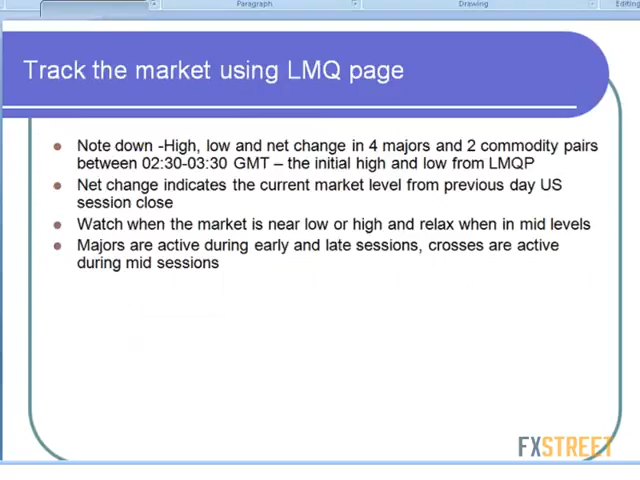 Paragraph
Drawing
Editing
Track the market using LMQ page
Note down -High, low and net change in 4 majors and 2 commodity pairs
between 02:30-03:30 GMT – the initial high and low from LMQP
Net change indicates the current market level from previous day US
session close
Watch when the market is near low or high and relax when in mid levels
Majors are active during early and late sessions, crosses are active
during mid sessions
FXSTREET